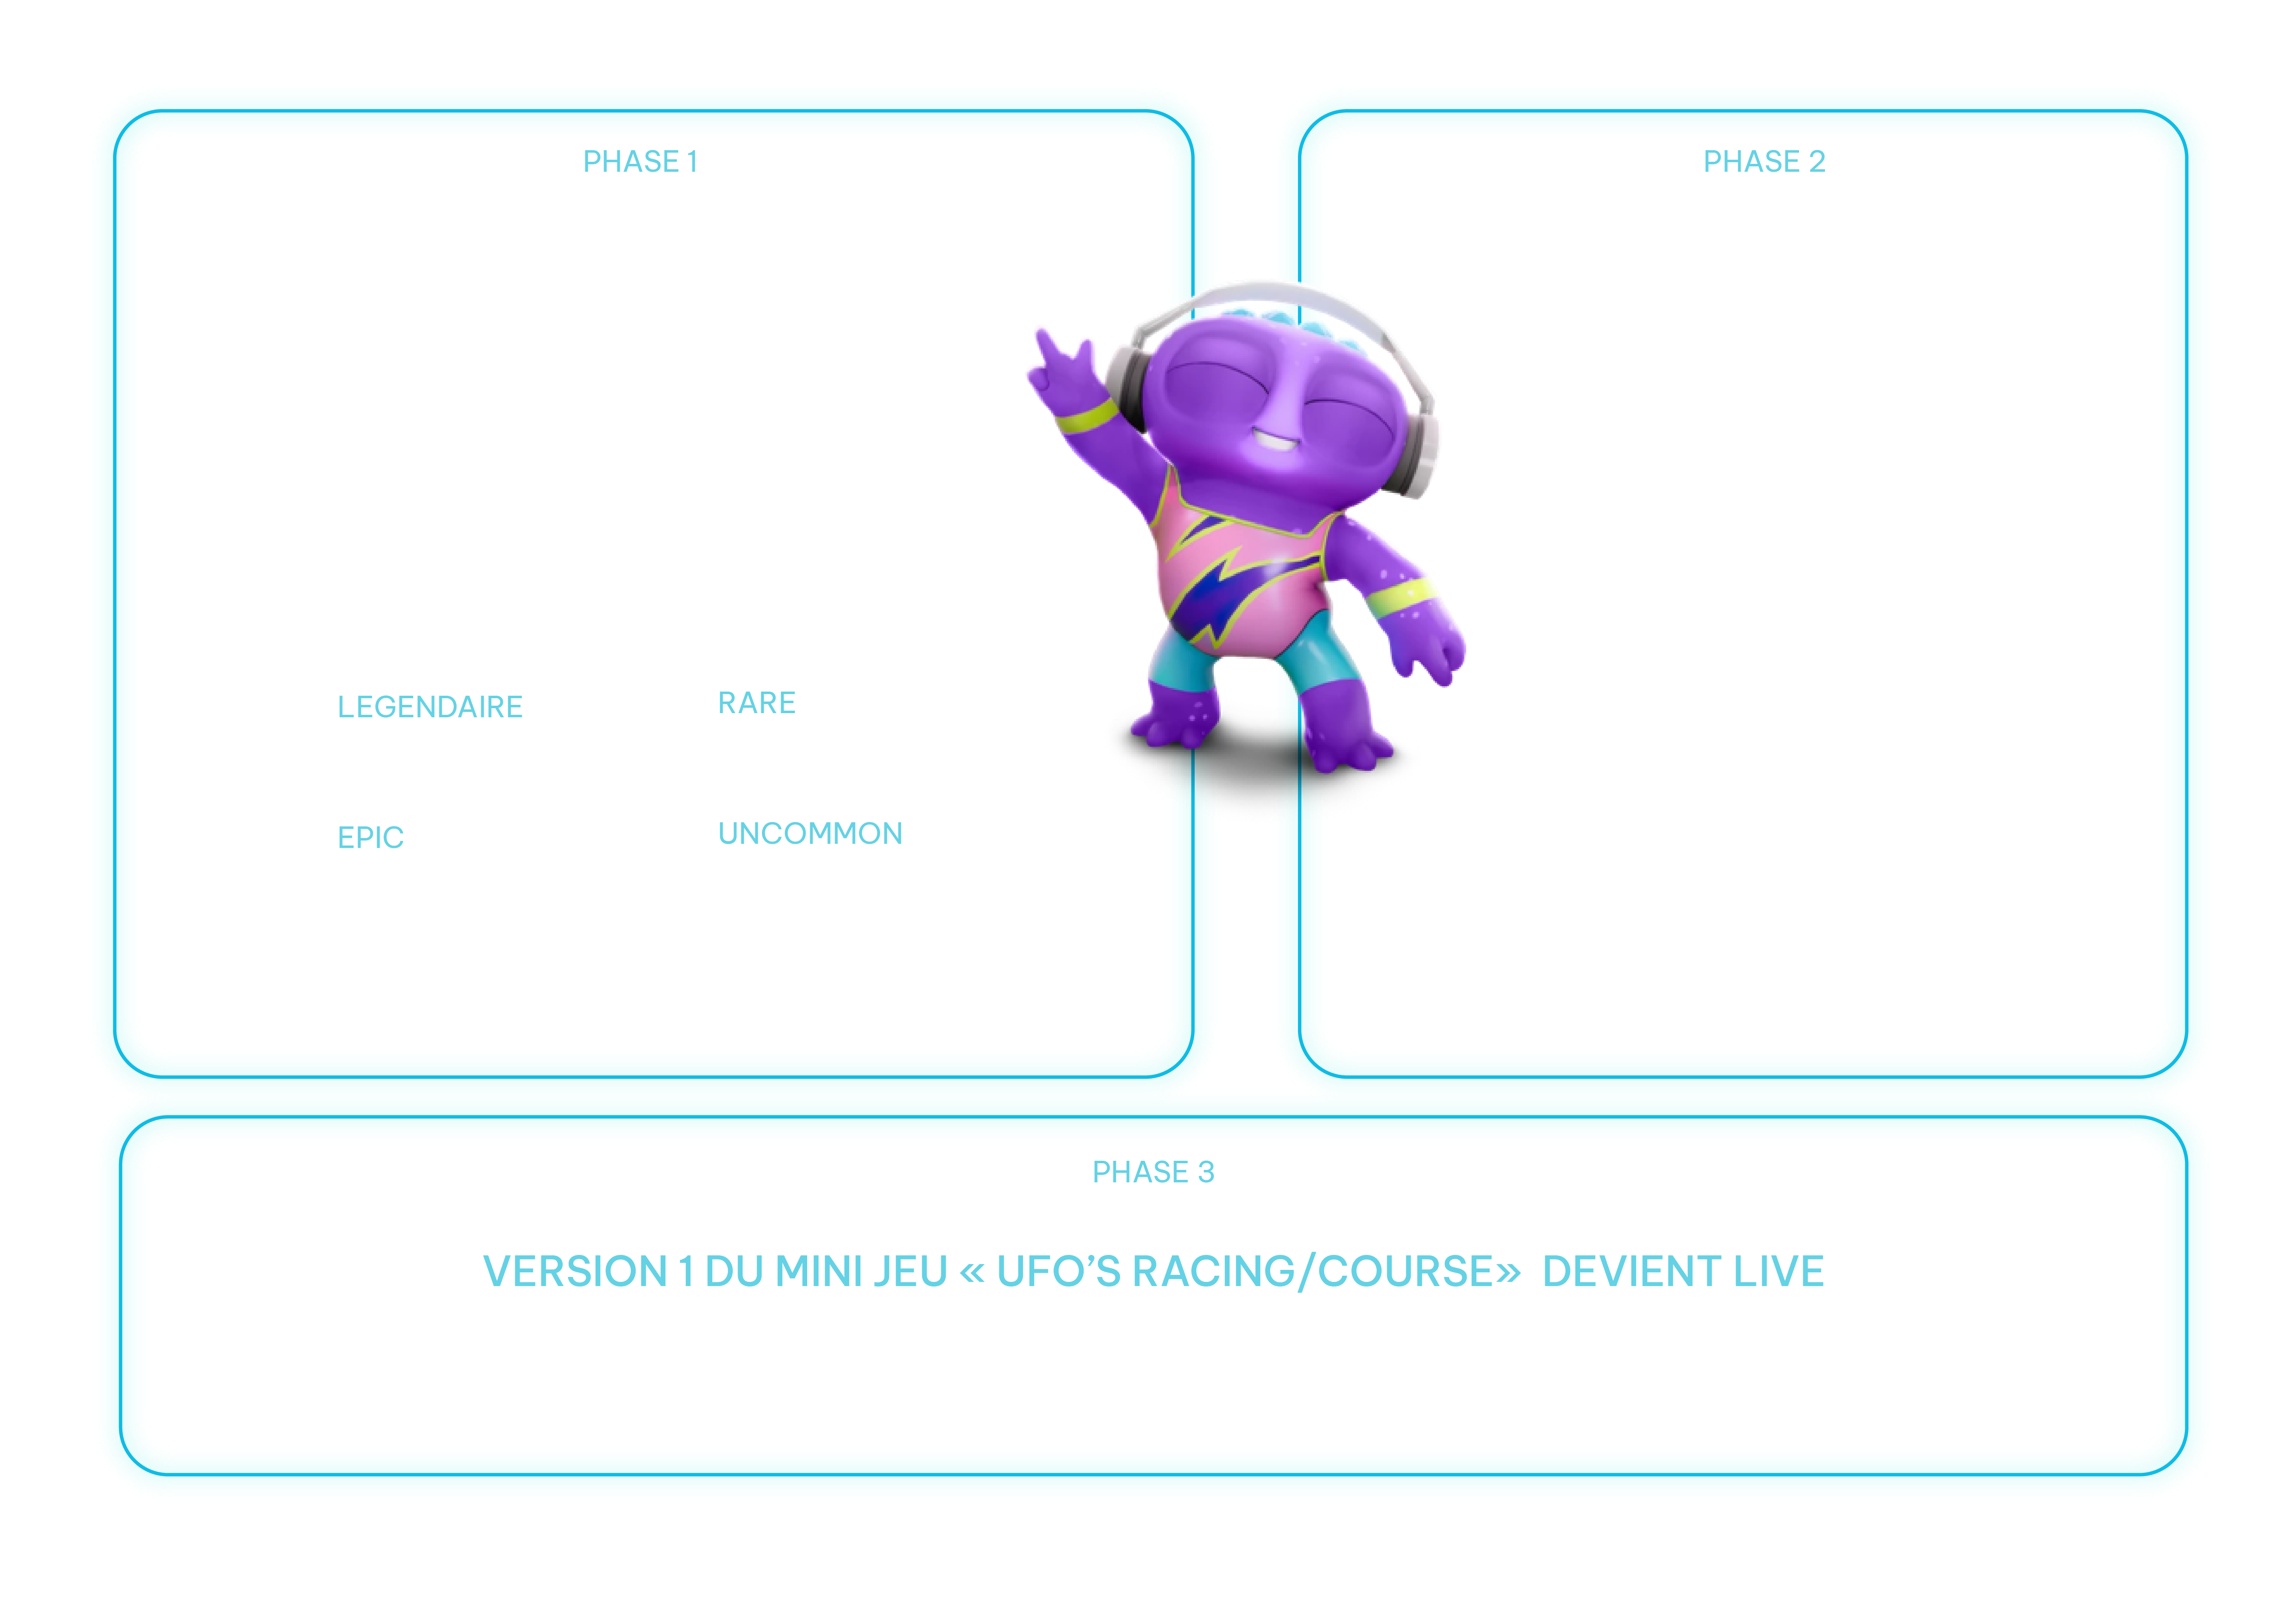 PHASE 1
LEGENDAIRE
RARE
EPIC
UNCOMMON
PHASE 2
PHASE 3
VERSION 1 DU MINI JEU « UFO’S RACING/COURSE»  DEVIENT LIVE